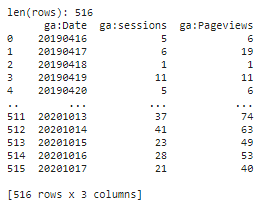 len(rows): 516
ga:Date ga:sessions ga:Pageviews
0 20190416 5 6
1 20190417 6 19
2 20190418 1 1
3 20190419 11 11
4 20190420 5 6
.. ... ... ...
511 20201013 37 74
512 20201014 41 63
513 20201015 23 49
514 20201016 28 53
515 20201017 21 40
[516 rows x 3 columns]